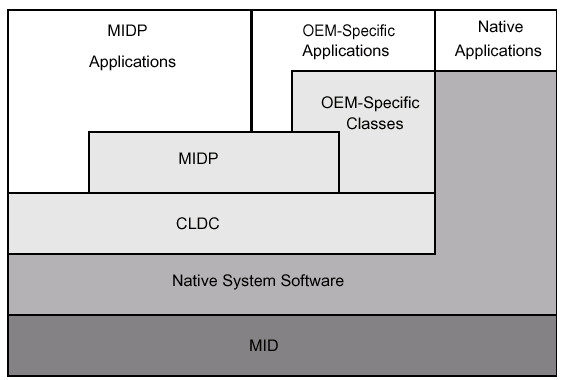 MIDP
Applications
OEM-Specific
Applications
Native
Applications
OEM-Specific
Classes
MIDP
CLDC
Native System Software
MID